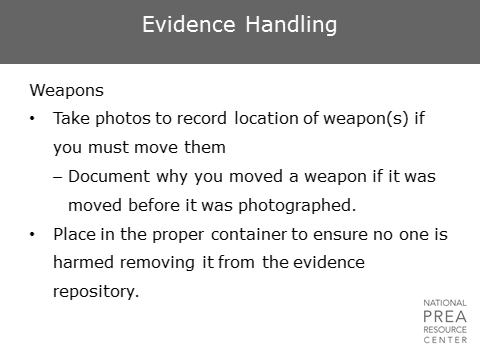 Evidence Handling
Weapons
• Take photos to record location of weapon(s) if
you must move them
– Document why you moved a weapon if it was
moved before it was photographed.
• Place in the proper container to ensure no one is
harmed removing it from the evidence
repository.
NATIONAL
PREA
RESOURCE
CENTER